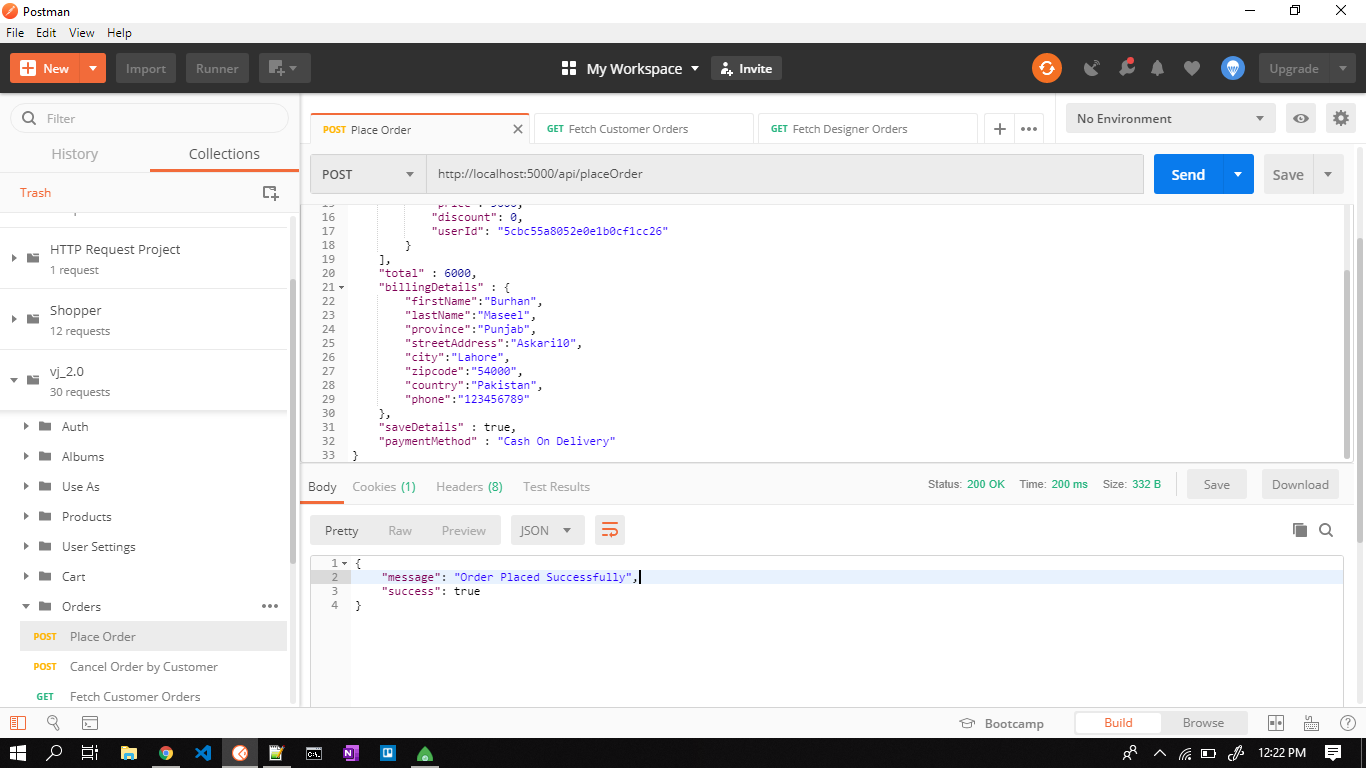 Postman
File Edit View Help
New Import Runner My Workspace Invite Upgrade
Filter
History Collections
Trash
HTTP Request Project
1 request
Shopper
12 requests
vj_2.0
30 requests
Auth
Albums
Use As
Products
User Settings
Cart
Orders
POST Place Order
POST Cancel Order by Customer
GET Fetch Customer Orders
POST Place Order GET Fetch Customer Orders GET Fetch Designer Orders No Environment
POST http://localhost:5000/api/placeOrder Send Save
16 "discount": 0,
17 "userId": "5cbc55a8052e0e1b0cf1cc26"
18 }
19 ],
20 "total" : 6000,
21 "billingDetails" : {
22 "firstName":"Burhan",
23 "lastName":"Maseel",
24 "province":"Punjab",
25 "streetAddress":"Askari10",
26 "city":"Lahore",
27 "zipcode":"54000",
28 "country":"Pakistan",
29 "phone":"123456789"
30 },
31 "saveDetails" : true,
32 "paymentMethod" : "Cash On Delivery"
33 }
Body Cookies (1) Headers (8) Test Results Status: 200 OK Time: 200 ms Size: 332 B Save Download
Pretty Raw Preview JSON
1 {
2 "message": "Order Placed Successfully",
3 "success": true
4 }
Bootcamp Build Browse
12:22 PM